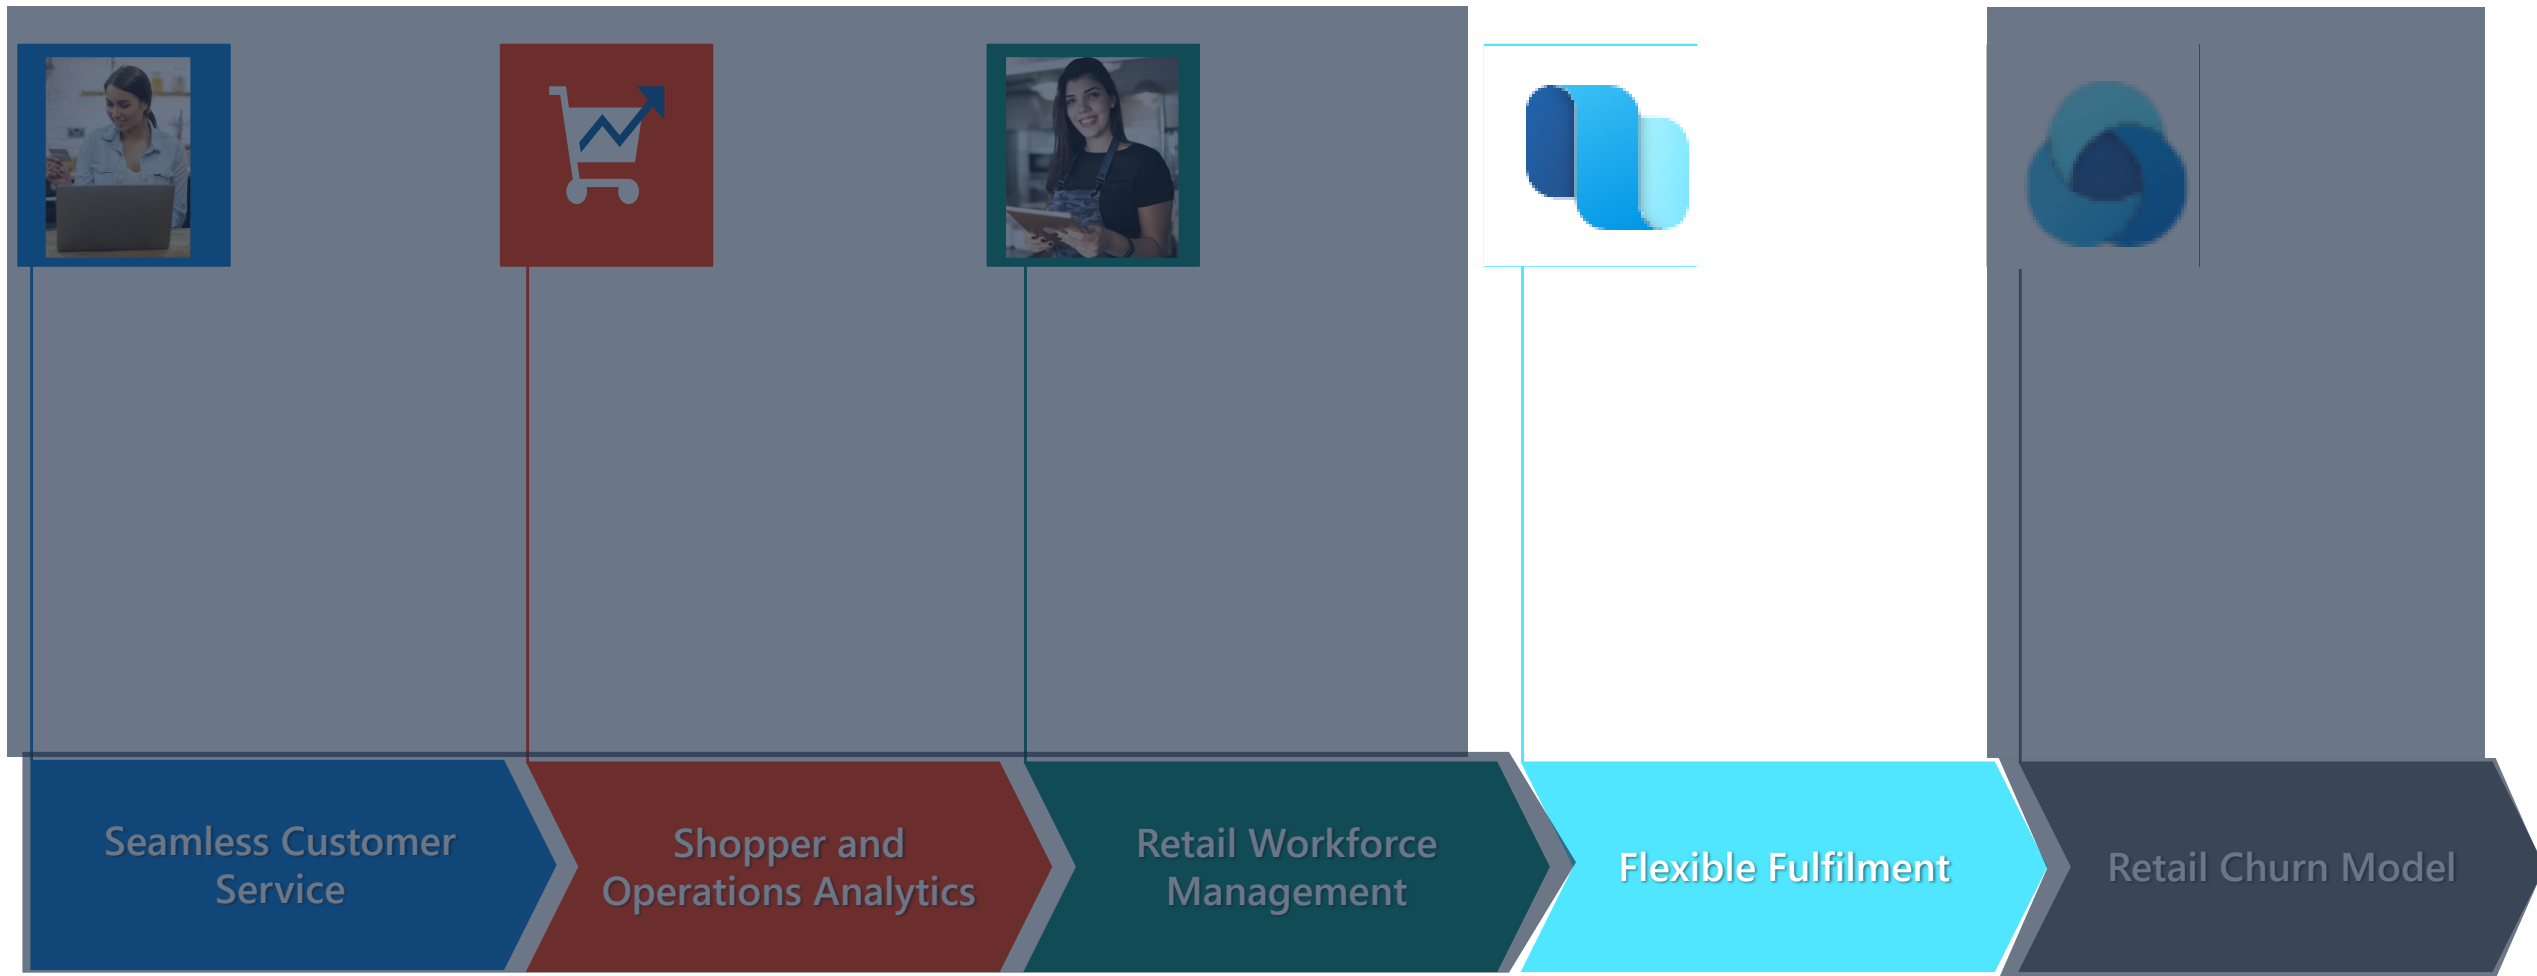 Seamless Customer
Service
Shopper and
Operations Analytics
Retail Workforce
Management
Flexible Fulfilment
Retail Churn Model